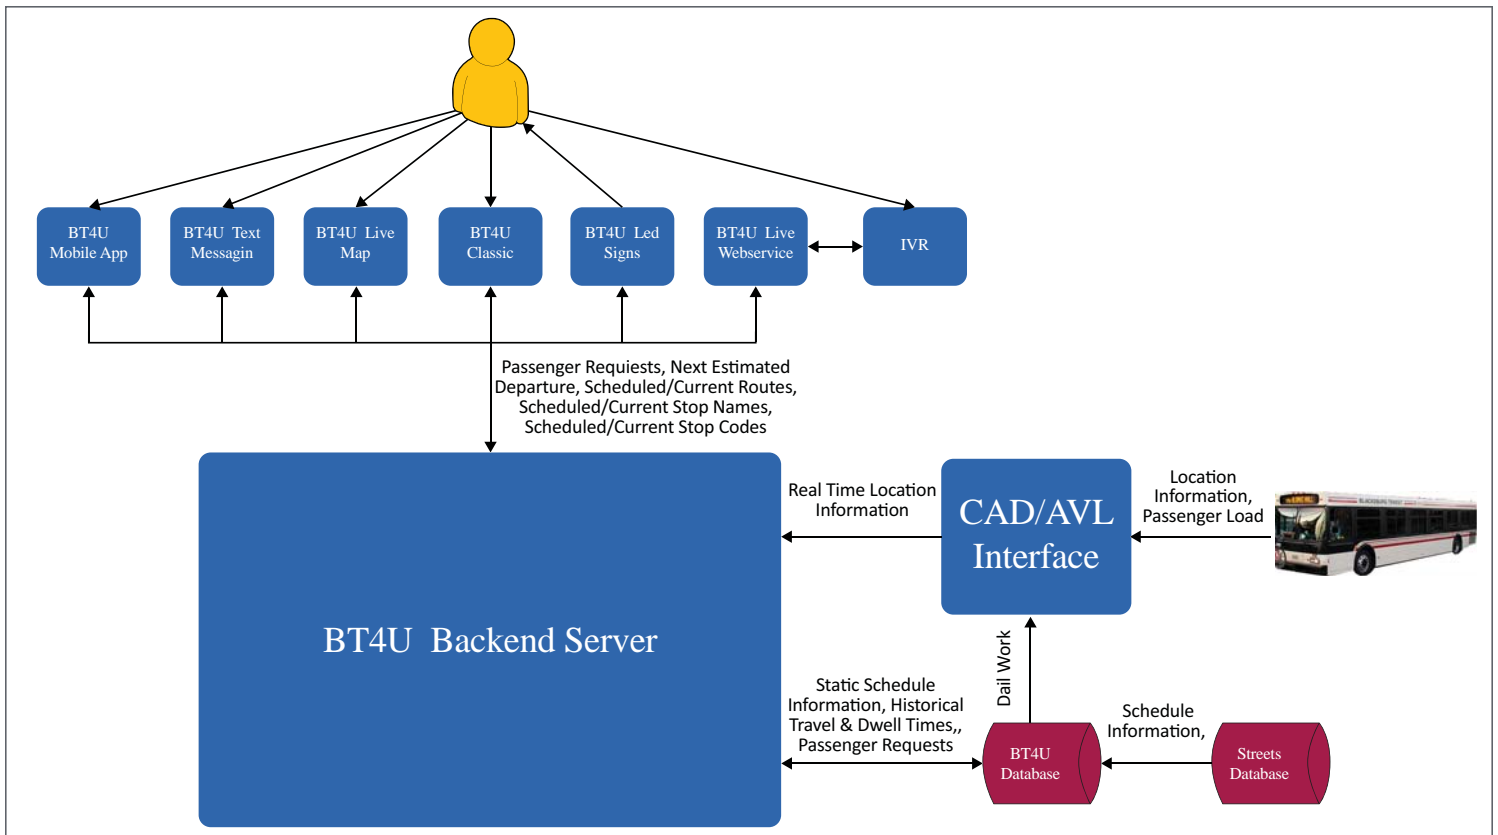 BT4U
Mobile App
BT4U Text
Messagin
BT4U Live
Map
BT4U
Classic
BT4U Led
Signs
BT4U Live
Webservice
IVR
Passenger Requiests, Next Estimated
Departure, Scheduled/Current Routes,
Scheduled/Current Stop Names,
Scheduled/Current Stop Codes
BT4U Backend Server
Real Time Location
Information
CAD/AVL
Interface
Location
Information,
Passenger Load
BLACKSBURG TRANSIT
Dail Work
Static Schedule
Information, Historical
Travel & Dwell Times,,
Passenger Requests
BT4U
Database
Schedule
Information,
Streets
Database